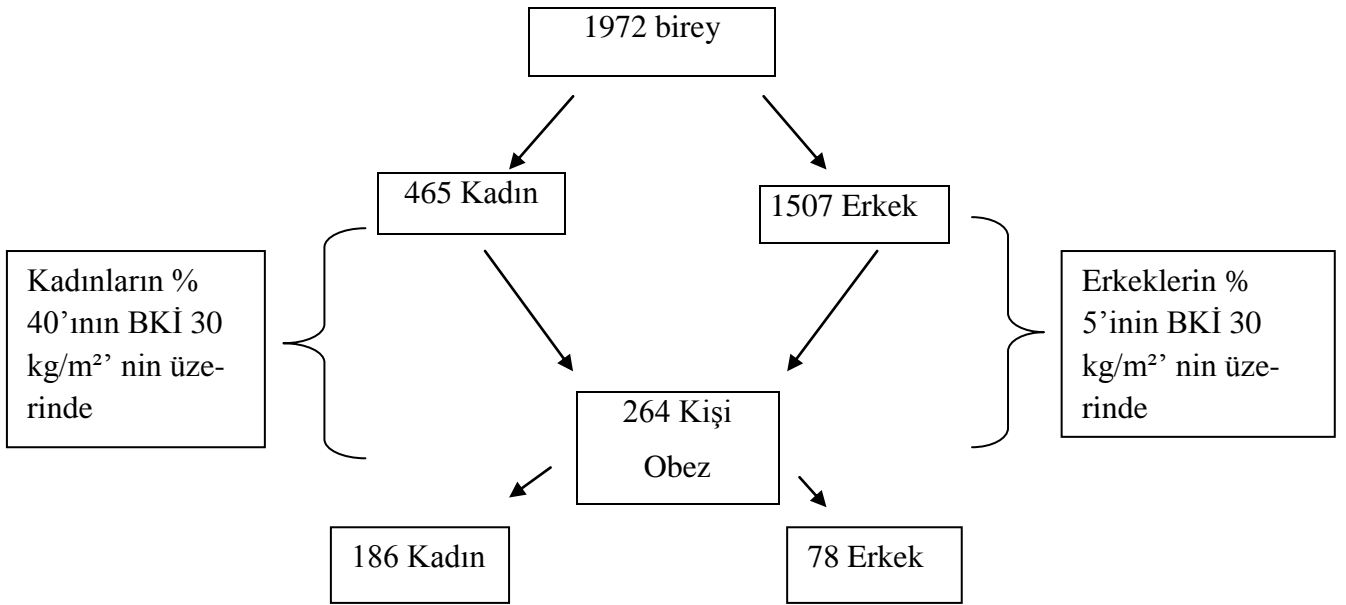 1972 birey
465 Kadın
1507 Erkek
Kadınların %
40’ının BKİ 30
kg/m²’ nin üze-
rinde
Erkeklerin %
5’inin BKİ 30
kg/m²’ nin üze-
rinde
264 Kişi
Obez
186 Kadın
78 Erkek